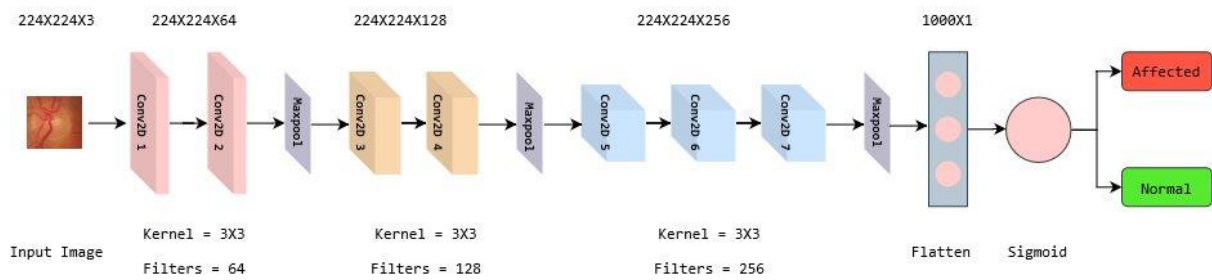 224X224X3
224X224X64
224X224X128
224X224X256
1000X1
Conv2D 1
Conv2D 2
Maxpool
Conv2D 3
Conv2D 4
Maxpool
Conv2D 5
Conv2D 6
Conv2D 7
Maxpool
Affected
Normal
Input Image
Kernel = 3X3
Filters = 64
Kernel = 3X3
Filters = 128
Kernel = 3X3
Filters = 256
Flatten
Sigmoid